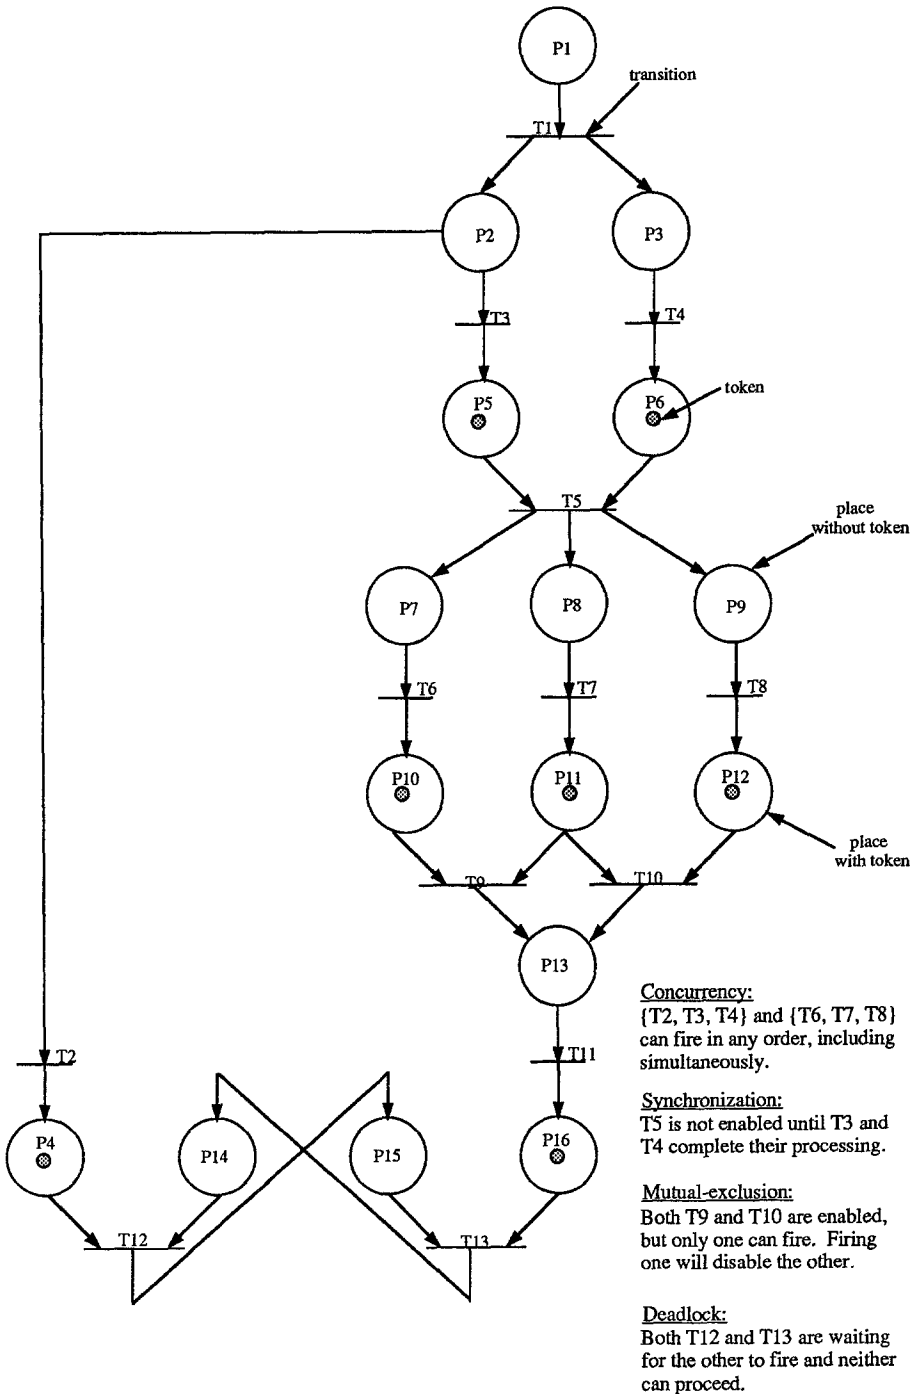 P1
transition
T1
P2
P3
T3
T4
P5
P6
token
T5
place
without token
P7
P8
P9
T6
T7
T8
P10
P11
P12
place
with token
T9
T10
P13
Concurrency:
{T2, T3, T4} and {T6, T7, T8}
can fire in any order, including
simultaneously.
T2
T11
Synchronization:
T5 is not enabled until T3 and
T4 complete their processing.
P4
P14
P15
P16
Mutual-exclusion:
Both T9 and T10 are enabled,
but only one can fire. Firing
one will disable the other.
T12
T13
Deadlock:
Both T12 and T13 are waiting
for the other to fire and neither
can proceed.